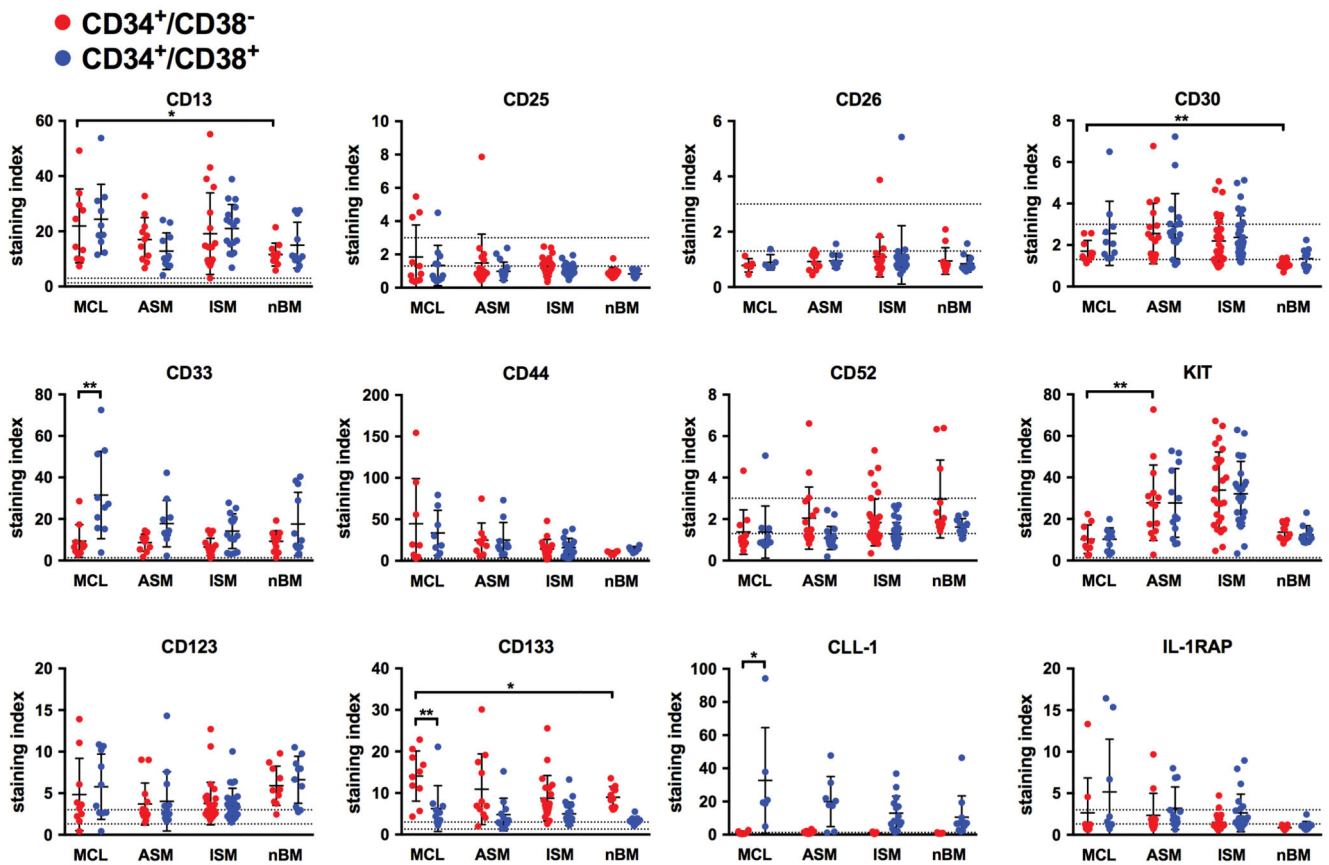 CD34+/CD38-
CD34+/CD38+
CD13
staining index
60
40
20
0
*
MCL ASM ISM nBM
CD25
staining index
10
8
6
4
2
0
MCL ASM ISM nBM
CD26
staining index
6
4
2
0
MCL ASM ISM nBM
CD30
staining index
8
6
4
2
0
**
MCL ASM ISM nBM
CD33
staining index
80
60
40
20
0
**
MCL ASM ISM nBM
CD44
staining index
200
150
100
50
0
MCL ASM ISM nBM
CD52
staining index
8
6
4
2
0
MCL ASM ISM nBM
KIT
staining index
80
60
40
20
0
**
MCL ASM ISM nBM
CD123
staining index
20
15
10
5
0
MCL ASM ISM nBM
CD133
staining index
40
30
20
10
0
*
**
MCL ASM ISM nBM
CLL-1
staining index
100
80
60
40
20
0
*
MCL ASM ISM nBM
IL-1RAP
staining index
20
15
10
5
0
MCL ASM ISM nBM